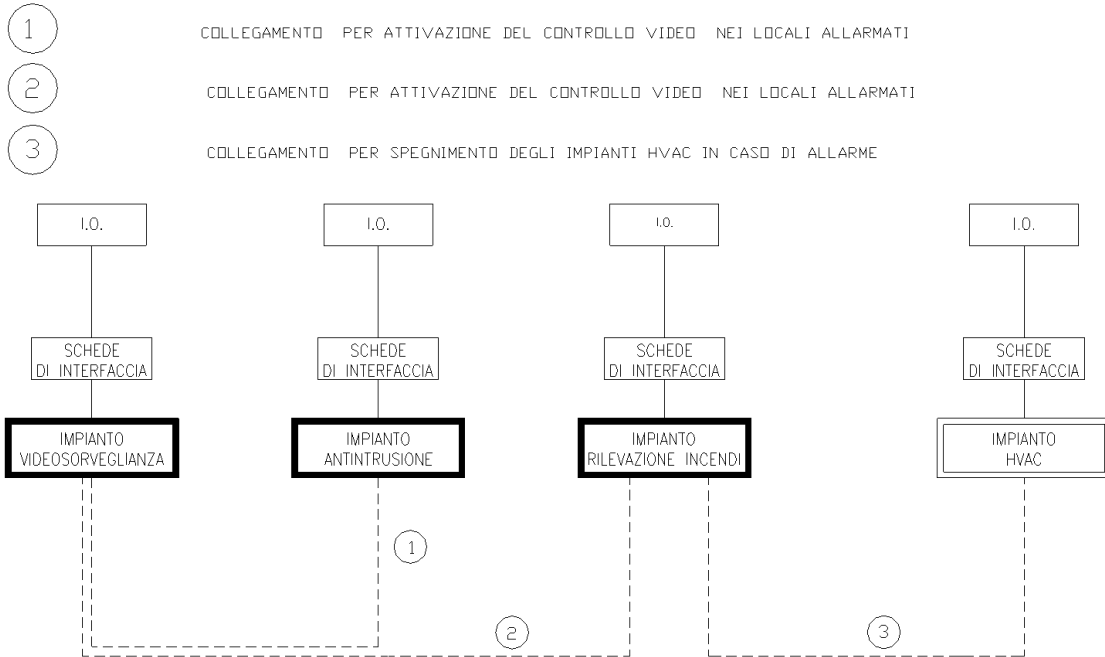 1 COLLEGAMENTO PER ATTIVAZIONE DEL CONTROLLO VIDEO NEI LOCALI ALLARMATI
2 COLLEGAMENTO PER ATTIVAZIONE DEL CONTROLLO VIDEO NEI LOCALI ALLARMATI
3 COLLEGAMENTO PER SPEGNIMENTO DEGLI IMPIANTI HVAC IN CASO DI ALLARME
I.O.
I.O.
I.O.
I.O.
SCHEDE
DI INTERFACCIA
SCHEDE
DI INTERFACCIA
SCHEDE
DI INTERFACCIA
SCHEDE
DI INTERFACCIA
IMPIANTO
VIDEOSORVEGLIANZA
IMPIANTO
ANTINTRUSIONE
IMPIANTO
RILEVAZIONE INCENDI
IMPIANTO
HVAC
1
2
3